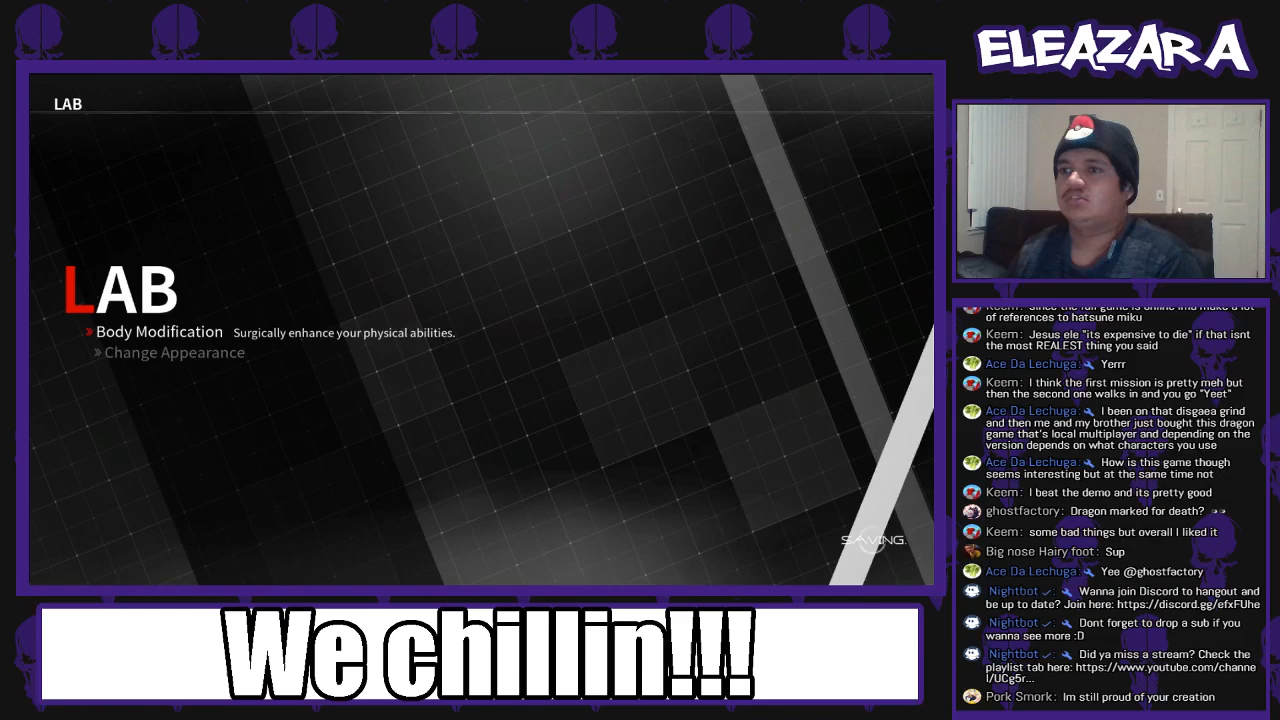 ELEAZAR A
LAB
LAB
» Body Modification Surgically enhance your physical abilities.
» Change Appearance
SAVING.
We chillin!!!
of references to hatsune miku
Keem: Jesus ele "its expensive to die" if that isnt
the most REALEST thing you said
Ace Da Lechuga: Yerrr
Keem: I think the first mission is pretty meh but
then the second one walks in and you go "Yeet"
Ace Da Lechuga: I been on that disgaea grind
and then me and my brother just bought this dragon
game that's local multiplayer and depending on the
version depends on what characters you use
Ace Da Lechuga: How is this game though
seems interesting but at the same time not
Keem: I beat the demo and its pretty good
ghostfactory: Dragon marked for death?
Keem: some bad things but overall I liked it
Big nose Hairy foot: Sup
Ace Da Lechuga: Yee @ghostfactory
Nightbot: Wanna join Discord to hangout and
be up to date? Join here: https://discord.gg/efxFUhe
Nightbot: Dont forget to drop a sub if you
wanna see more :D
Nightbot: Did ya miss a stream? Check the
playlist tab here: https://www.youtube.com/channe
l/UCg5r...
Pork Smork: Im still proud of your creation